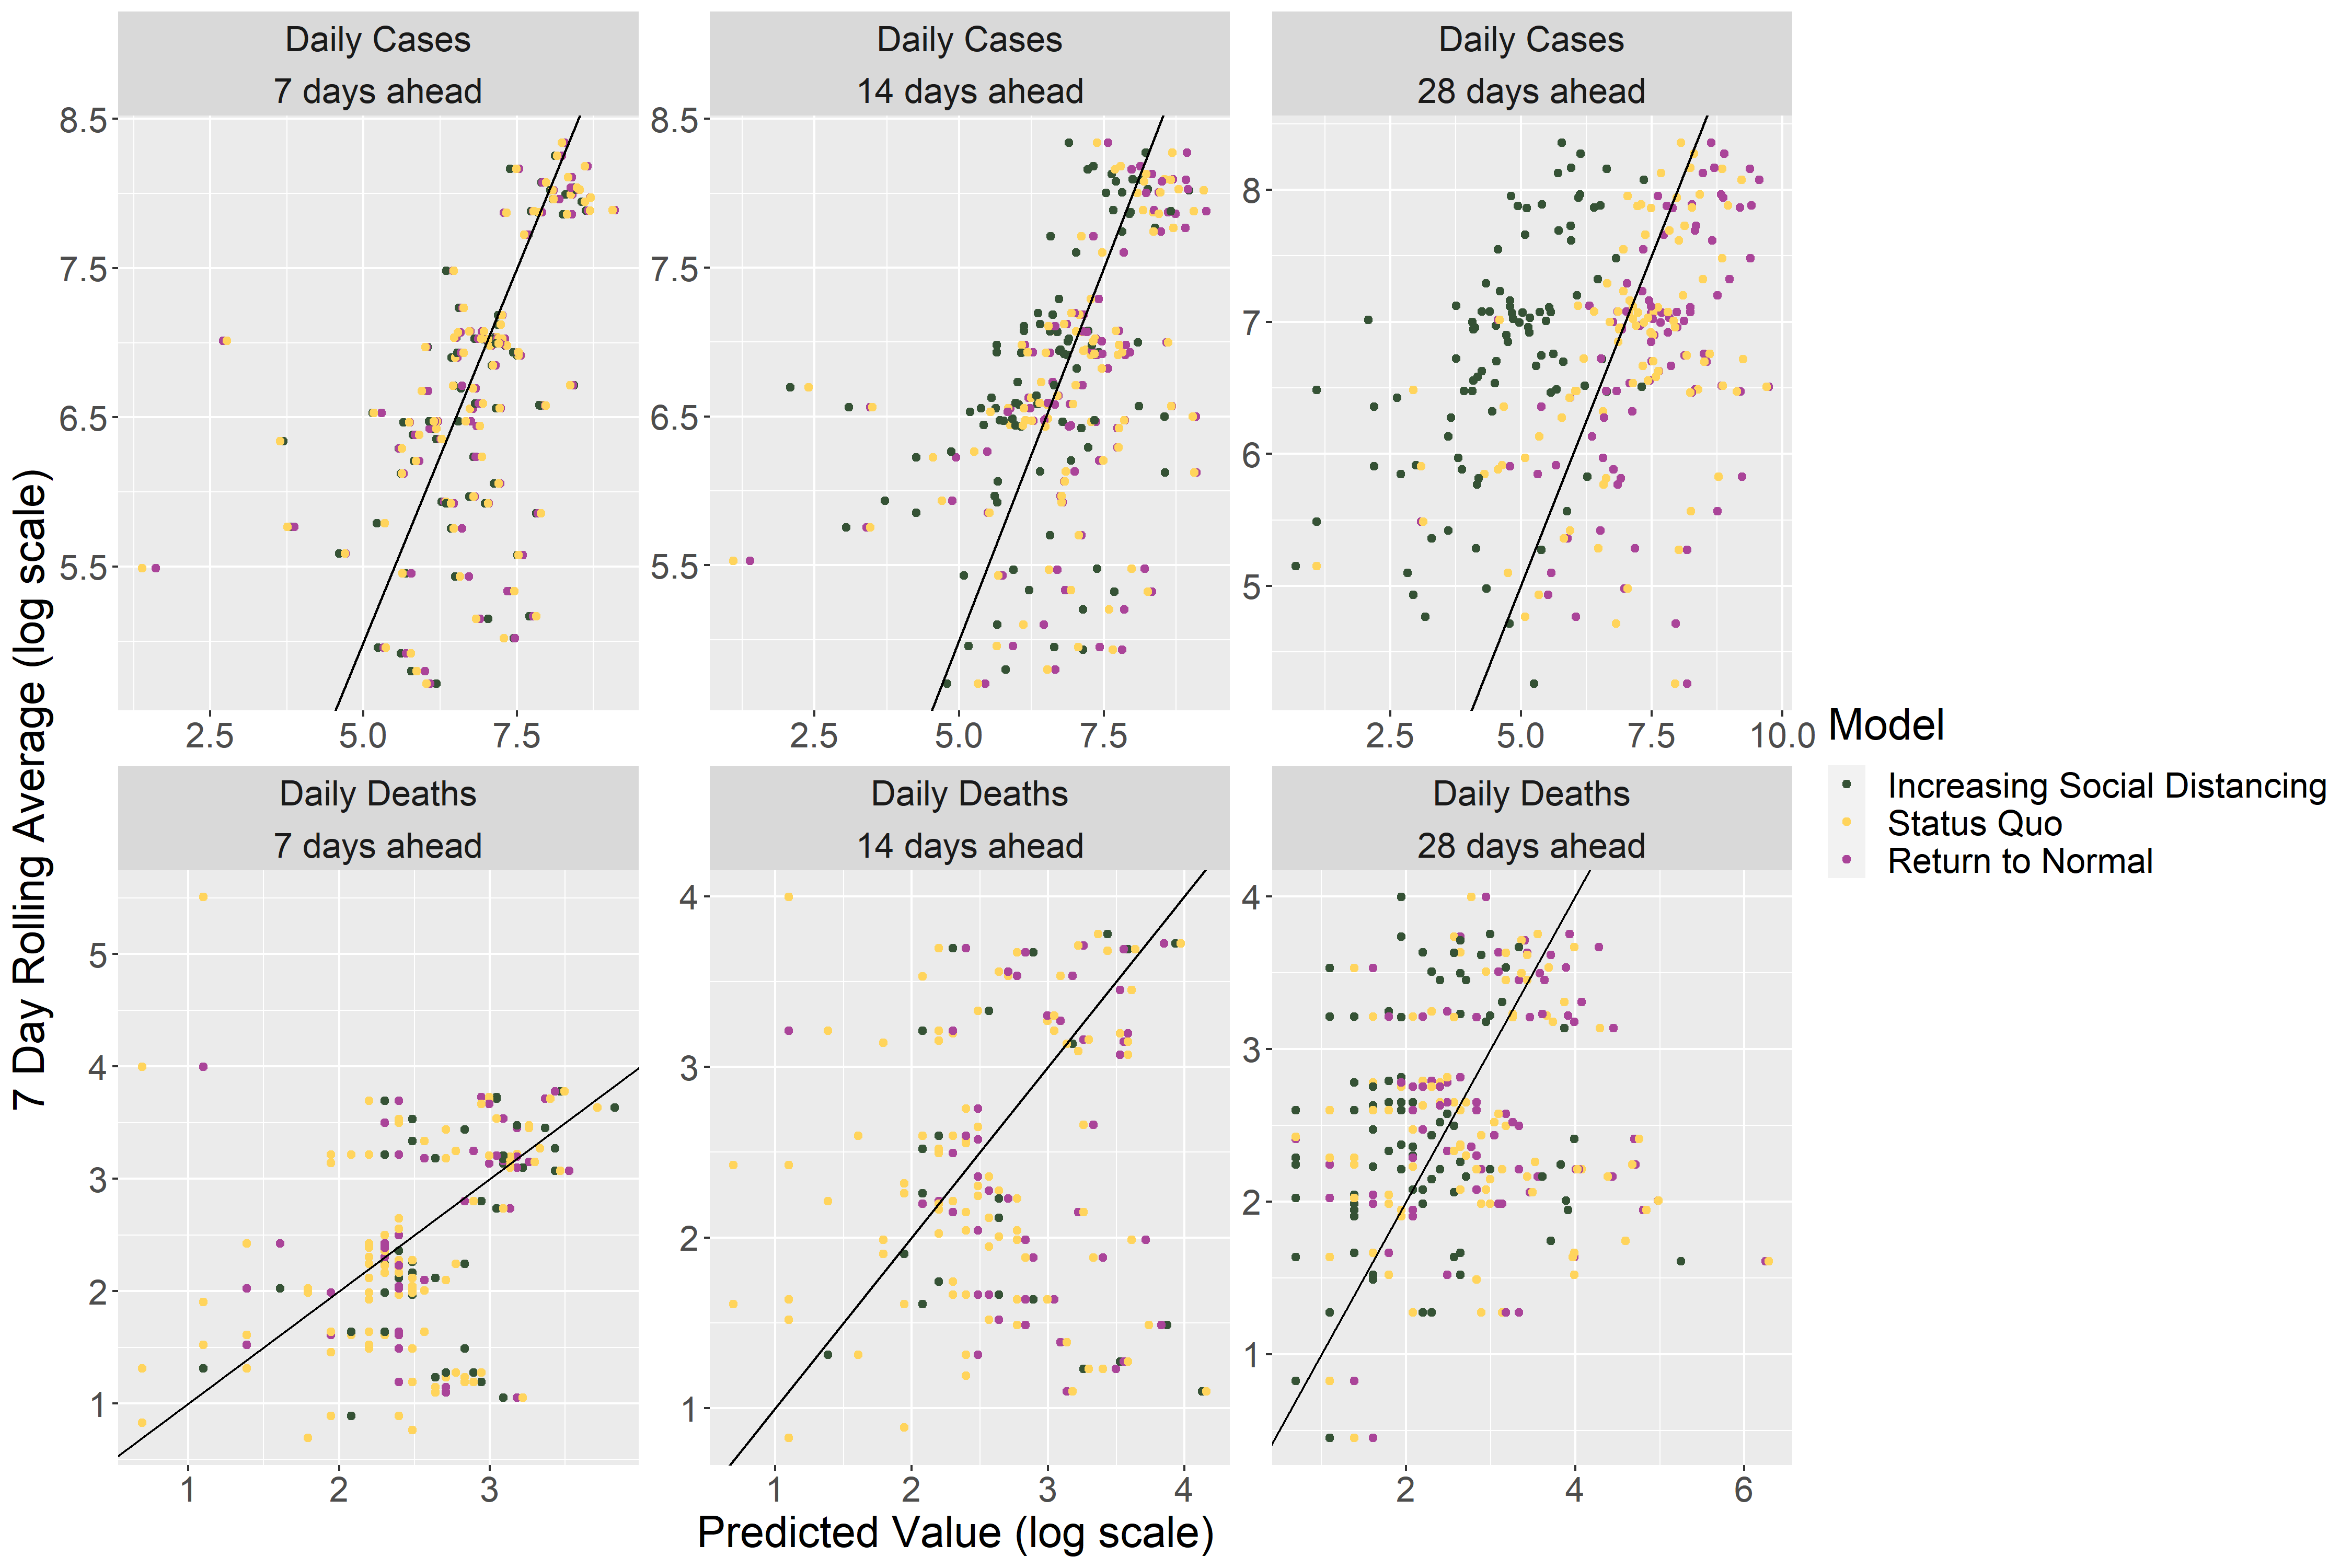 Daily Cases
7 days ahead
Daily Cases
14 days ahead
Daily Cases
28 days ahead
8.5
7.5
6.5
5.5
2.5 5.0 7.5
8.5
7.5
6.5
5.5
2.5 5.0 7.5
8
7
6
5
2.5 5.0 7.5 10.0
Daily Deaths
7 days ahead
Daily Deaths
14 days ahead
Daily Deaths
28 days ahead
5
4
3
2
1
1 2 3
4
3
2
1
1 2 3 4
4
3
2
1
2 4 6
7 Day Rolling Average (log scale)
Predicted Value (log scale)
Model
Increasing Social Distancing
Status Quo
Return to Normal